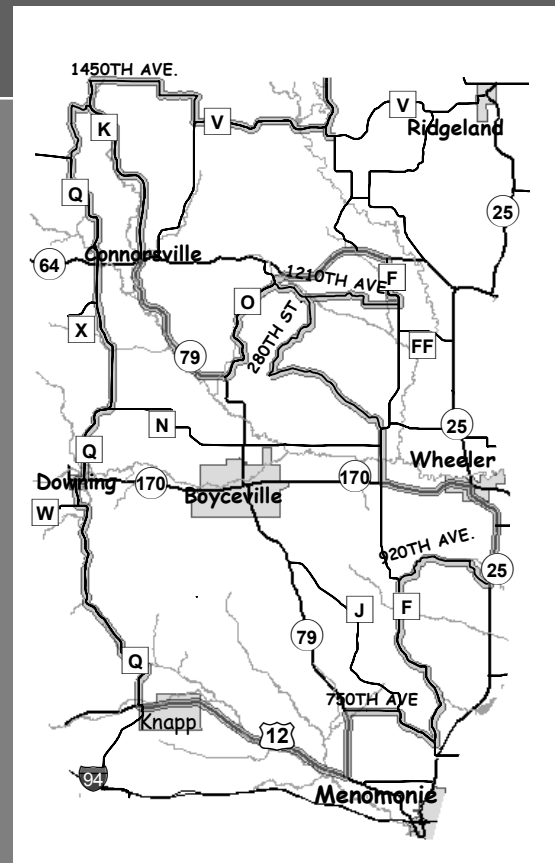 1450TH AVE.
K
V
V
Ridgeland
Q
25
Connorsville
64
1210TH AVE
F
O
280TH ST.
X
79
FF
N
25
Q
Wheeler
Downing
170
170
Boyceville
W
920TH AVE.
25
J
F
79
Q
750TH AVE
Knapp
12
94
Menomonie